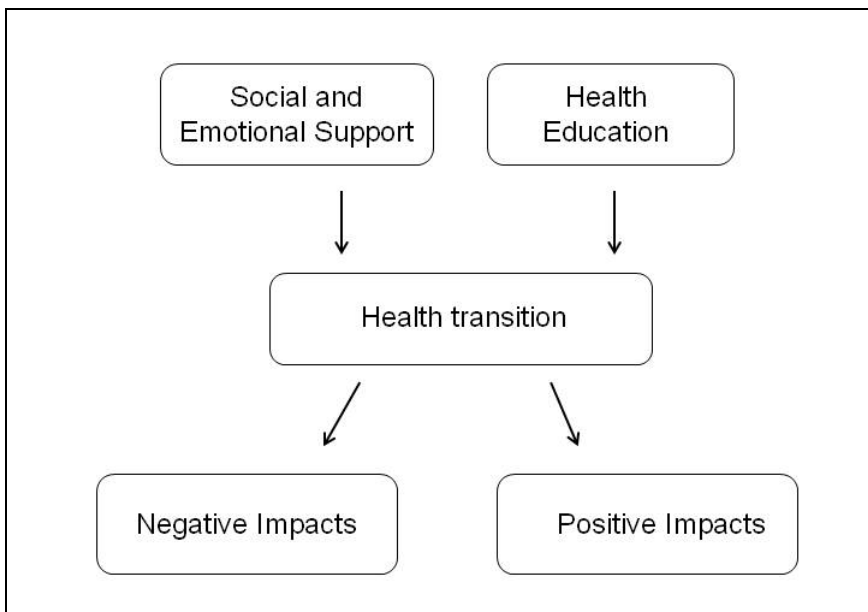 Social and
Emotional Support
Health
Education
Health transition
Negative Impacts
Positive Impacts